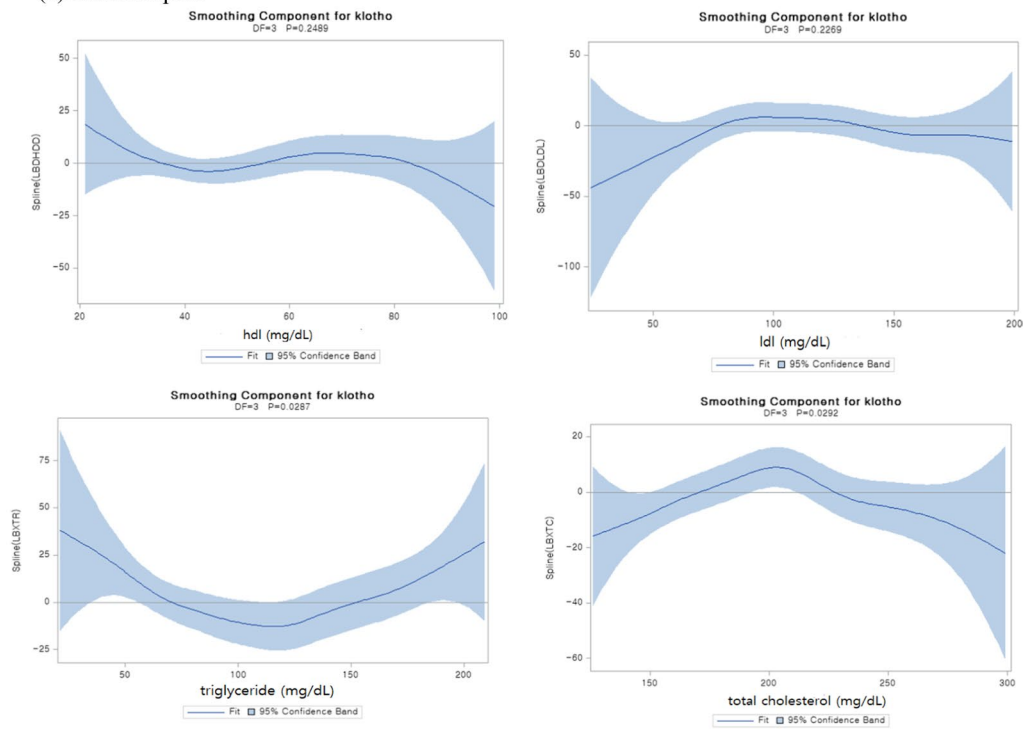 Smoothing Component for klotho
DF=3 P=0.2489
50
25
0
−25
−50
Spline(LBDHDD)
20 40 60 80 100
hdl (mg/dL)
Fit 95% Confidence Band
Smoothing Component for klotho
DF=3 P=0.2269
50
0
−50
−100
Spline(LBDLDL)
50 100 150 200
ldl (mg/dL)
Fit 95% Confidence Band
Smoothing Component for klotho
DF=3 P=0.0287
75
50
25
0
−25
Spline(LBXTR)
50 100 150 200
triglyceride (mg/dL)
Fit 95% Confidence Band
Smoothing Component for klotho
DF=3 P=0.0292
20
0
−20
−40
−60
Spline(LBXTC)
150 200 250 300
total cholesterol (mg/dL)
Fit 95% Confidence Band